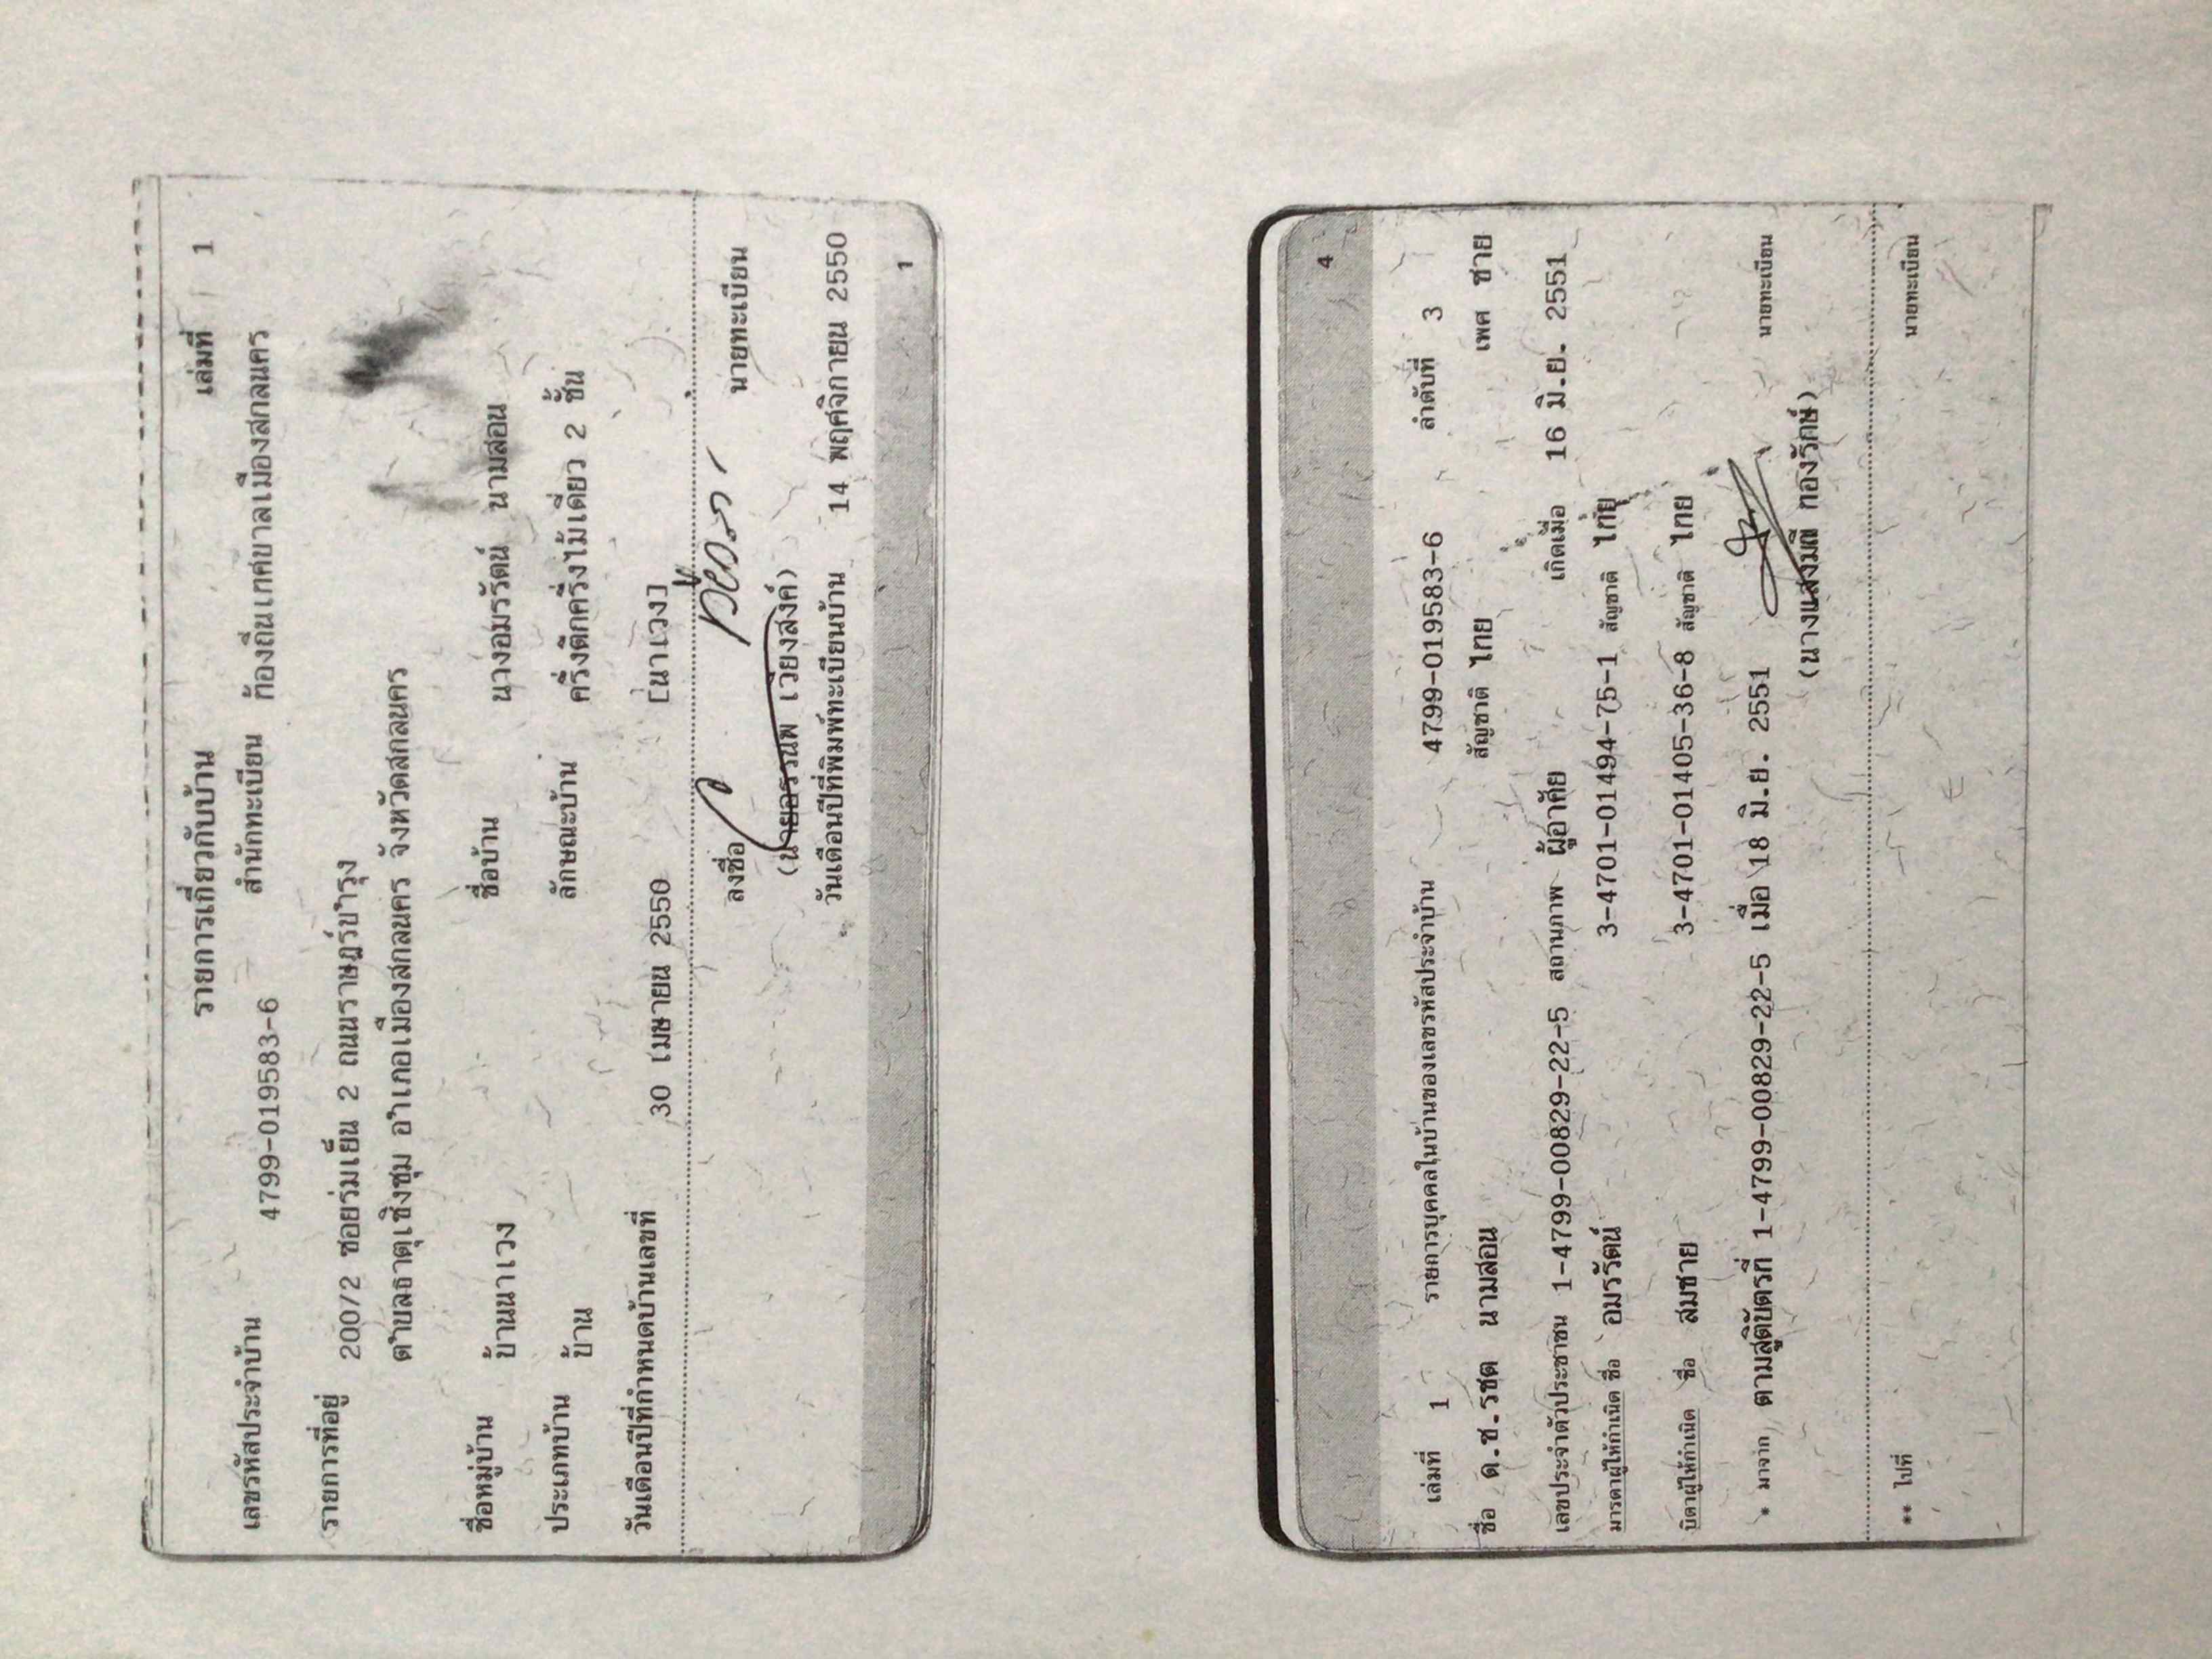 รายการเกี่ยวกับบ้าน เล่มที่ 1
เลขรหัสประจำบ้าน 4799-019583-6 สำนักทะเบียน ท้องถิ่นเทศบาลเมืองสกลนคร
รายการที่อยู่ 200/2 ซอยร่มเย็น 2 ถนนราษฎร์บำรุง
ตำบลธาตุเชิงชุม อำเภอเมืองสกลนคร จังหวัดสกลนคร
ชื่อหมู่บ้าน บ้านนาเวง ชื่อบ้าน นางอมรรัตน์ นามสอน
ประเภทบ้าน บ้าน ลักษณะบ้าน ครึ่งตึกครึ่งไม้เดี่ยว 2 ชั้น
วันเดือนปีที่กำหนดบ้านเลขที่ 30 เมษายน 2550 [นาเวง]
ลงชื่อ นายทะเบียน
(นายอรรนพ เวียงสงค์)
วันเดือนปีที่พิมพ์ทะเบียนบ้าน 14 พฤศจิกายน 2550
1
4
เล่มที่ 1 รายการบุคคลในบ้านของเลขรหัสประจำบ้าน 4799-019583-6 ลำดับที่ 3
ชื่อ ด.ช.รชต นามสอน สัญชาติ ไทย เพศ ชาย
เลขประจำตัวประชาชน 1-4799-00829-22-5 สถานภาพ ผู้อาศัย เกิดเมื่อ 16 มิ.ย. 2551
มารดาผู้ให้กำเนิด ชื่อ อมรรัตน์ 3-4701-01494-75-1 สัญชาติ ไทย
บิดาผู้ให้กำเนิด ชื่อ สมชาย 3-4701-01405-36-8 สัญชาติ ไทย
* มาจาก ตามสูติบัตรที่ 1-4799-00829-22-5 เมื่อ 18 มิ.ย. 2551
นายทะเบียน
(นางแสงมณี ทองรักษ์)
** ไปที่ นายทะเบียน